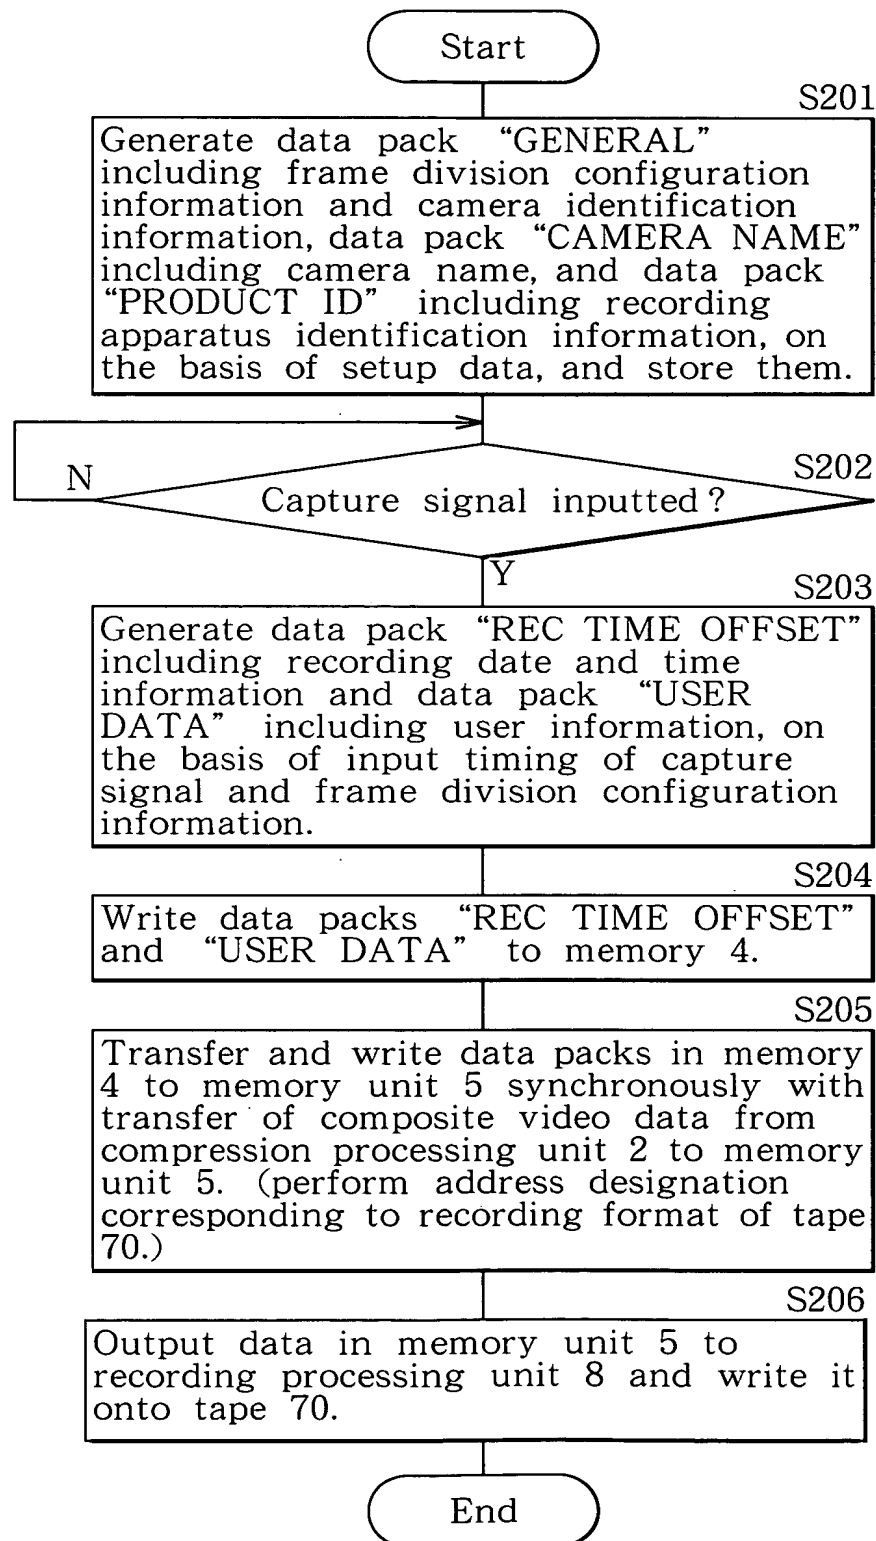 Start
S201
Generate data pack “GENERAL”
including frame division configuration
information and camera identification
information, data pack “CAMERA NAME”
including camera name, and data pack
“PRODUCT ID” including recording
apparatus identification information, on
the basis of setup data, and store them.
S202
N
Capture signal inputted?
Y
S203
Generate data pack “REC TIME OFFSET”
including recording date and time
information and data pack “USER
DATA” including user information, on
the basis of input timing of capture
signal and frame division configuration
information.
S204
Write data packs “REC TIME OFFSET”
and “USER DATA” to memory 4.
S205
Transfer and write data packs in memory
4 to memory unit 5 synchronously with
transfer of composite video data from
compression processing unit 2 to memory
unit 5. (perform address designation
corresponding to recording format of tape
70.)
S206
Output data in memory unit 5 to
recording processing unit 8 and write it
onto tape 70.
End